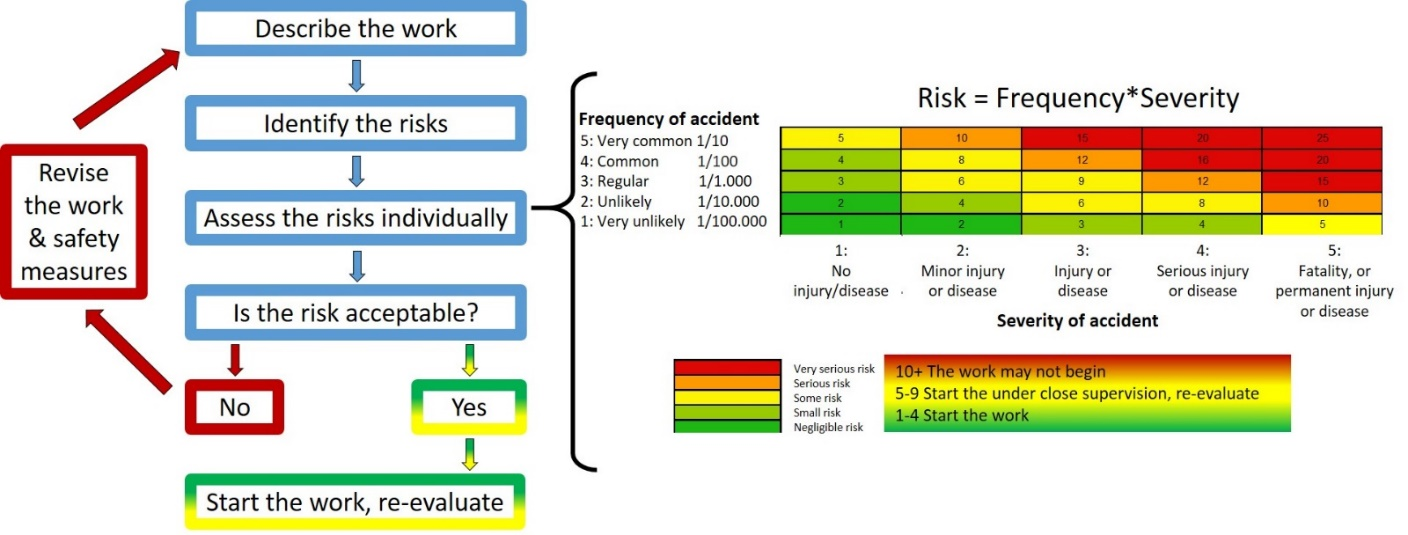 Describe the work
Identify the risks
Assess the risks individually
Is the risk acceptable?
No
Yes
Start the work, re-evaluate
Revise
the work
& safety
measures
Risk = Frequency*Severity
Frequency of accident
5: Very common 1/10
4: Common 1/100
3: Regular 1/1.000
2: Unlikely 1/10.000
1: Very unlikely 1/100.000
5 10 15 20 25
4 8 12 16 20
3 6 9 12 15
2 4 6 8 10
1 2 3 4 5
1:
No
injury/disease
2:
Minor injury
or disease
3:
Injury or
disease
4:
Serious injury
or disease
5:
Fatality, or
permanent injury
or disease
Severity of accident
Very serious risk
Serious risk
Some risk
Small risk
Negligible risk
10+ The work may not begin
5-9 Start the under close supervision, re-evaluate
1-4 Start the work